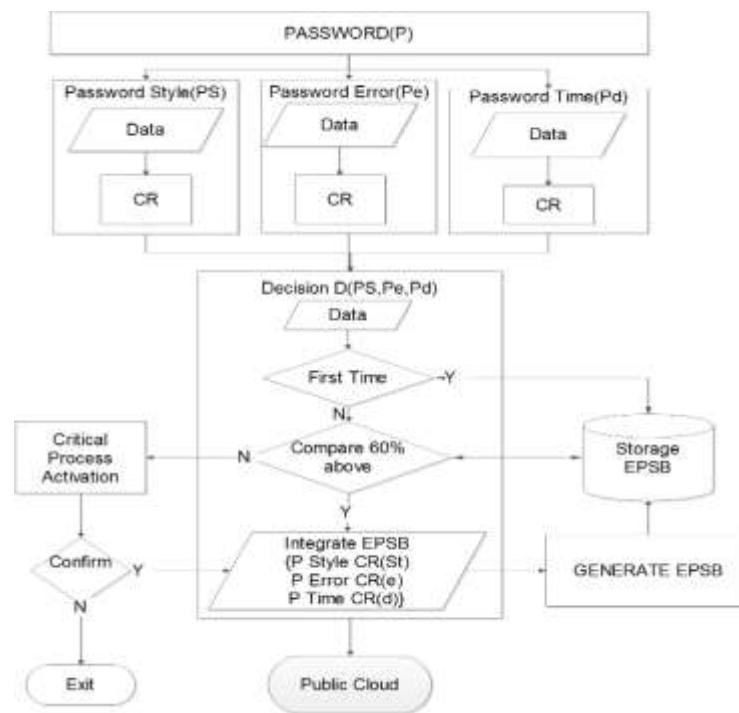 PASSWORD(P)
Password Style(PS)
Password Error(Pe)
Password Time(Pd)
Data
Data
Data
CR
CR
CR
Decision D(PS,Pe,Pd)
Data
First Time
Y
N
Critical
Process
Activation
N
Compare 60%
above
Storage
EPSB
Y
Confirm
Y
Integrate EPSB
{P Style CR(St)
P Error CR(e)
P Time CR(d)}
GENERATE EPSB
N
Exit
Public Cloud